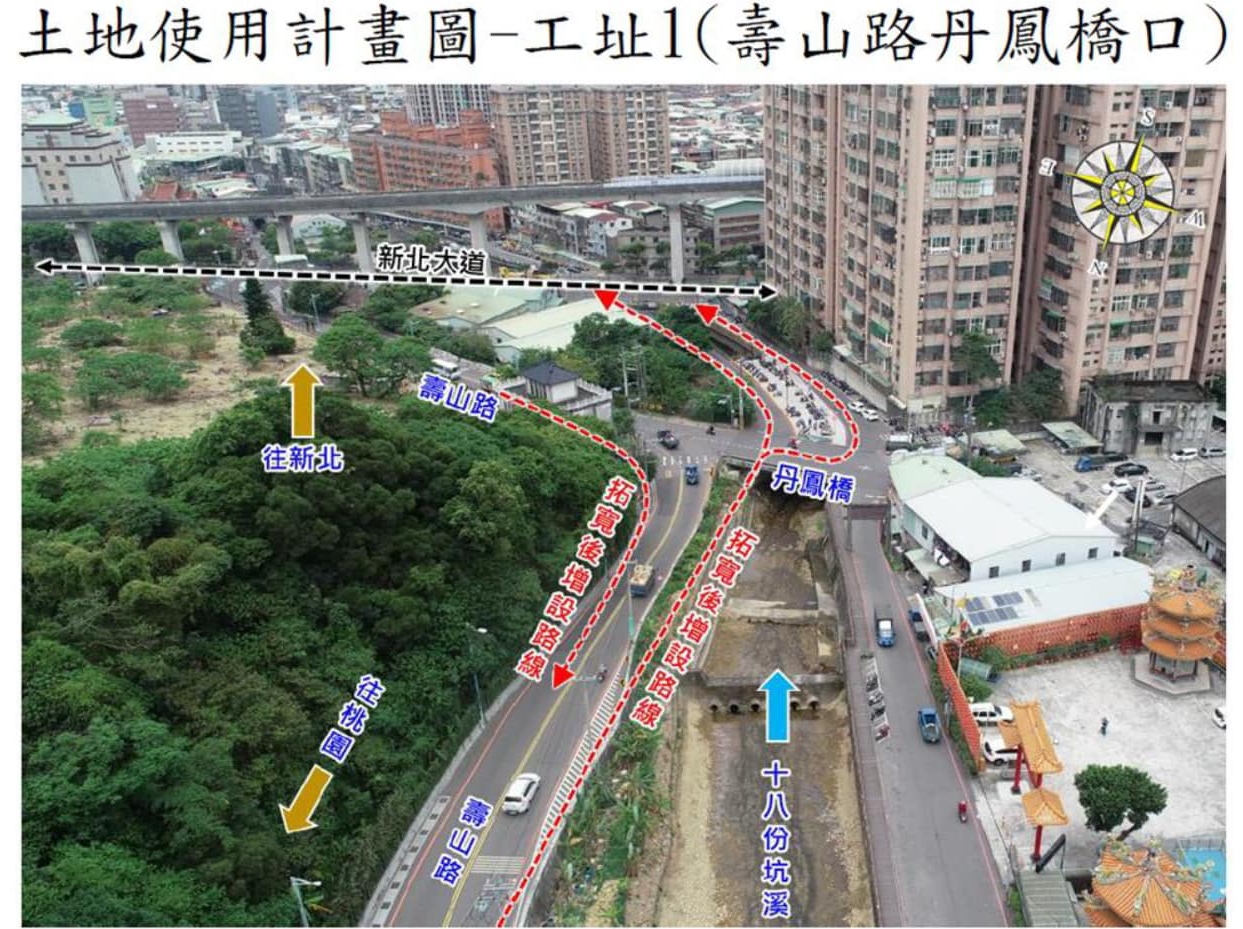 土地使用計畫圖-工址1(壽山路丹鳳橋口)
S
E
W
N
新北大道
壽山路
往新北
丹鳳橋
拓寬後增設路線
拓寬後增設路線
往桃園
壽山路
十八份坑溪